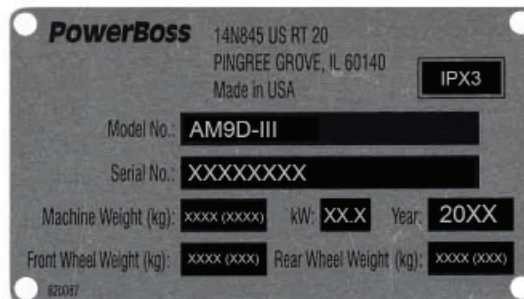 PowerBoss
14N845 US RT 20
PINGREE GROVE, IL 60140
Made in USA
IPX3
Model No.: AM9D-III
Serial No.: XXXXXXXX
Machine Weight (kg): XXXX (XXXX) kW: XX.X Year: 20XX
Front Wheel Weight (kg): XXXX (XXX) Rear Wheel Weight (kg): XXXX (XXX)